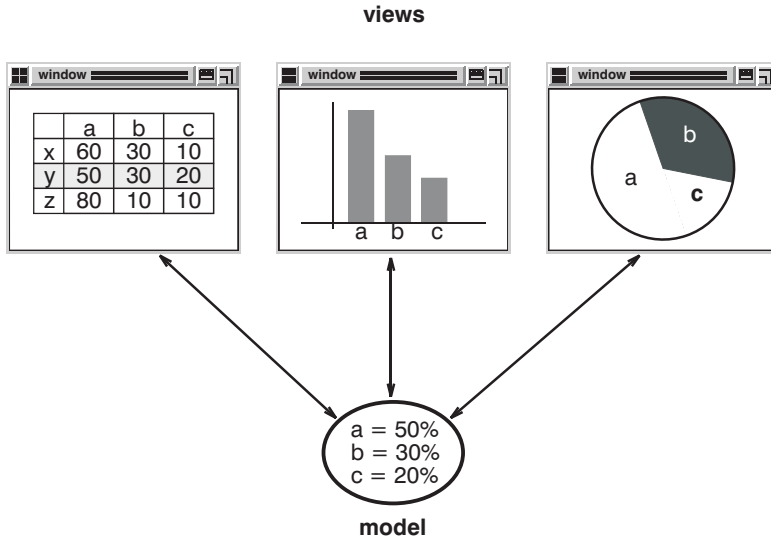 views
window
a b c
x 60 30 10
y 50 30 20
z 80 10 10
window
a b c
window
a
b
c
a = 50%
b = 30%
c = 20%
model